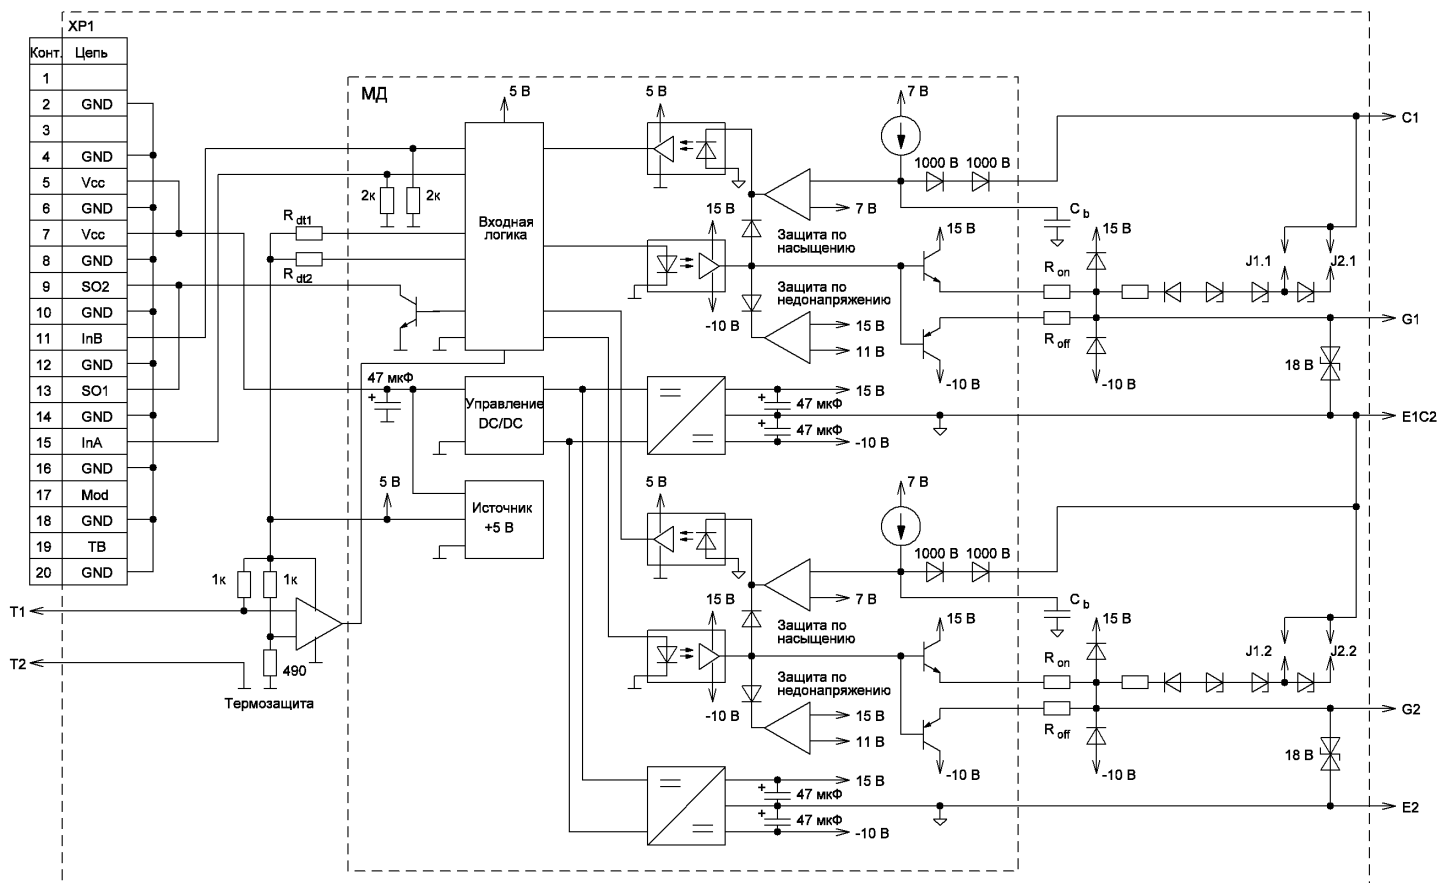 XP1
Конт. Цепь
1
2 GND
3
4 GND
5 Vcc
6 GND
7 Vcc
8 GND
9 SO2
10 GND
11 InB
12 GND
13 SO1
14 GND
15 InA
16 GND
17 Mod
18 GND
19 TB
20 GND
T1
T2
1к
1к
490
Термозащита
R dt1
R dt2
МД
5 В
2к
2к
Входная
логика
47 мкФ
+
Управление
DC/DC
5 В
Источник
+5 В
5 В
7 В
1000 В 1000 В
7 В
C b
15 В
Защита по
насыщению
15 В
15 В
R on
J1.1
J2.1
Защита по
недонапряжению
-10 В
15 В
11 В
R off
-10 В
-10 В
18 В
+
47 мкФ
15 В
+
47 мкФ
-10 В
C1
G1
E1C2
5 В
7 В
1000 В 1000 В
7 В
C b
15 В
Защита по
насыщению
15 В
15 В
R on
J1.2
J2.2
Защита по
недонапряжению
-10 В
15 В
11 В
R off
-10 В
-10 В
18 В
+
47 мкФ
15 В
+
47 мкФ
-10 В
G2
E2